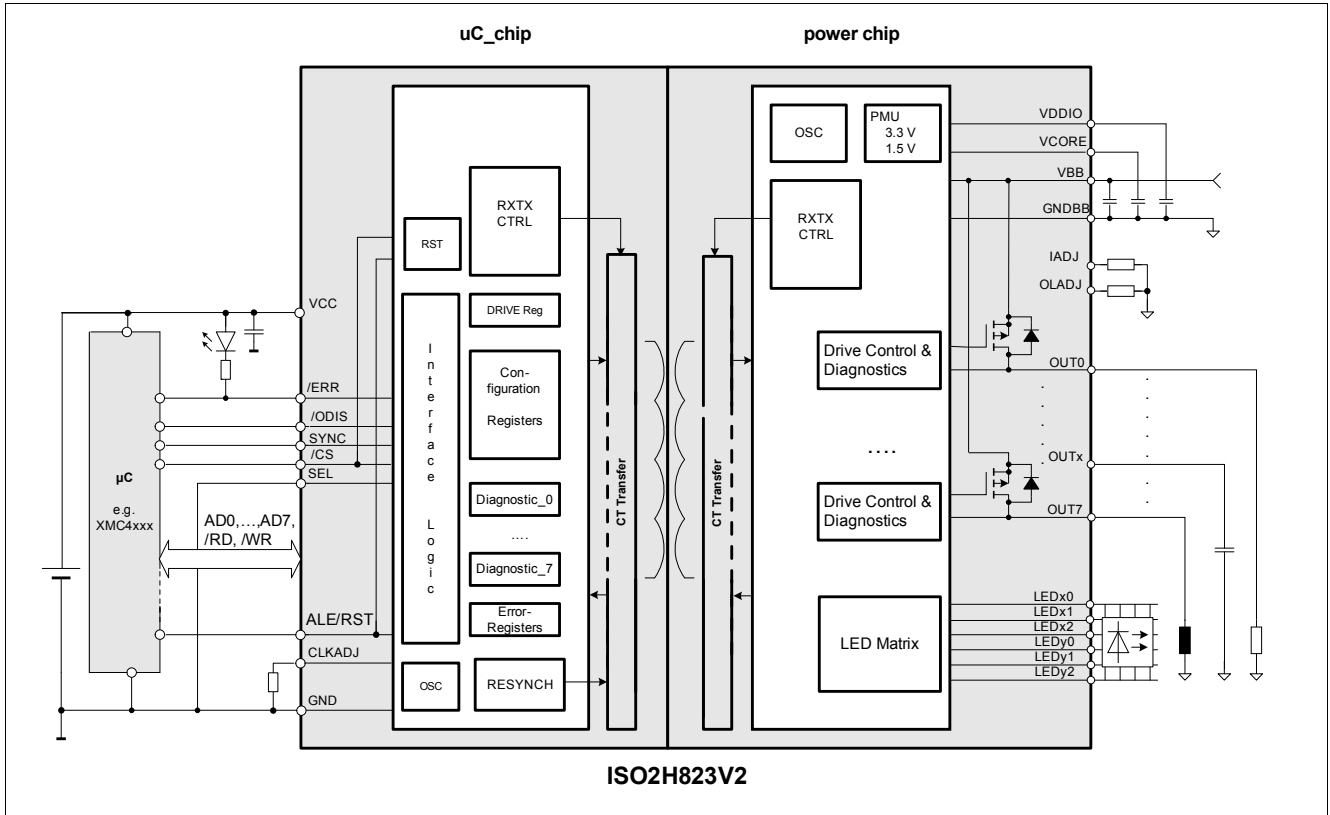 uC_chip
power chip
OSC
PMU
3.3 V
1.5 V
VDDIO
VCORE
VBB
GNDBB
RXTX
CTRL
RXTX
CTRL
RST
IADJ
OLADJ
VCC
DRIVE Reg
Interface Logic
Con-
figuration
Registers
Drive Control &
Diagnostics
OUT0
/ERR
/ODIS
SYNC
/CS
SEL
....
OUTx
µC
e.g.
XMC4xxx
Diagnostic_0
....
Diagnostic_7
CT Transfer
CT Transfer
Drive Control &
Diagnostics
OUT7
AD0,...,AD7,
/RD, /WR
Error-
Registers
ALE/RST
CLKADJ
GND
OSC
RESYNCH
LED Matrix
LEDx0
LEDx1
LEDx2
LEDy0
LEDy1
LEDy2
ISO2H823V2